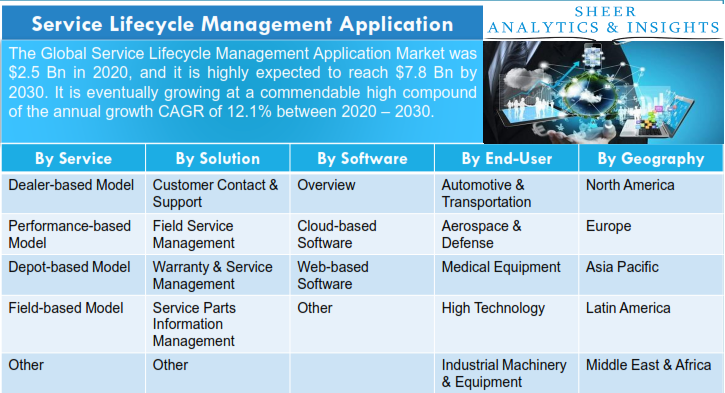 Service Lifecycle Management Application
SHEER
ANALYTICS & INSIGHTS
The Global Service Lifecycle Management Application Market was
$2.5 Bn in 2020, and it is highly expected to reach $7.8 Bn by
2030. It is eventually growing at a commendable high compound
of the annual growth CAGR of 12.1% between 2020 – 2030.
By Service By Solution By Software By End-User By Geography
Dealer-based Model Customer Contact & Overview Automotive & North America
Support Transportation
Performance-based Field Service Cloud-based Aerospace & Europe
Model Management Software Defense
Depot-based Model Warranty & Service Web-based Medical Equipment Asia Pacific
Management Software
Field-based Model Service Parts Other High Technology Latin America
Information
Management
Other Other Industrial Machinery Middle East & Africa
& Equipment